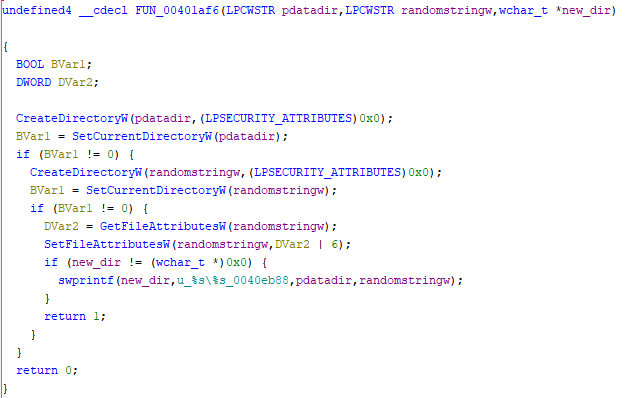 undefined4 __cdecl FUN_00401af6(LPCWSTR pdatadir,LPCWSTR randomstringw,wchar_t *new_dir)
{
BOOL BVar1;
DWORD DVar2;
CreateDirectoryW(pdatadir,(LPSECURITY_ATTRIBUTES)0x0);
BVar1 = SetCurrentDirectoryW(pdatadir);
if (BVar1 != 0) {
CreateDirectoryW(randomstringw,(LPSECURITY_ATTRIBUTES)0x0);
BVar1 = SetCurrentDirectoryW(randomstringw);
if (BVar1 != 0) {
DVar2 = GetFileAttributesW(randomstringw);
SetFileAttributesW(randomstringw,DVar2 | 6);
if (new_dir != (wchar_t *)0x0) {
swprintf(new_dir,u_%s\%s_0040eb88,pdatadir,randomstringw);
}
return 1;
}
}
return 0;
}